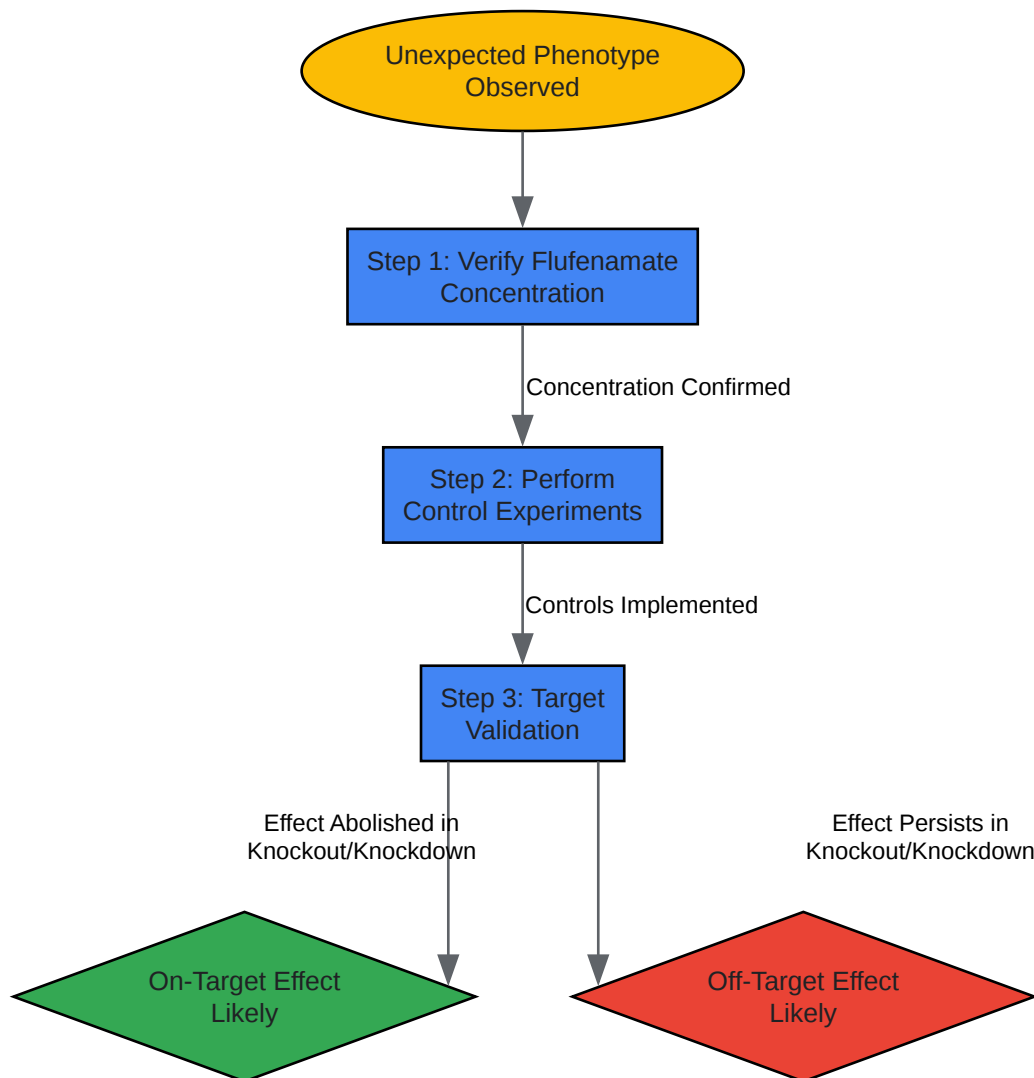 Unexpected Phenotype
Observed
Step 1: Verify Flufenamate
Concentration
Concentration Confirmed
Step 2: Perform
Control Experiments
Controls Implemented
Step 3: Target
Validation
Effect Abolished in
Knockout/Knockdown
Effect Persists in
Knockout/Knockdown
On-Target Effect
Likely
Off-Target Effect
Likely